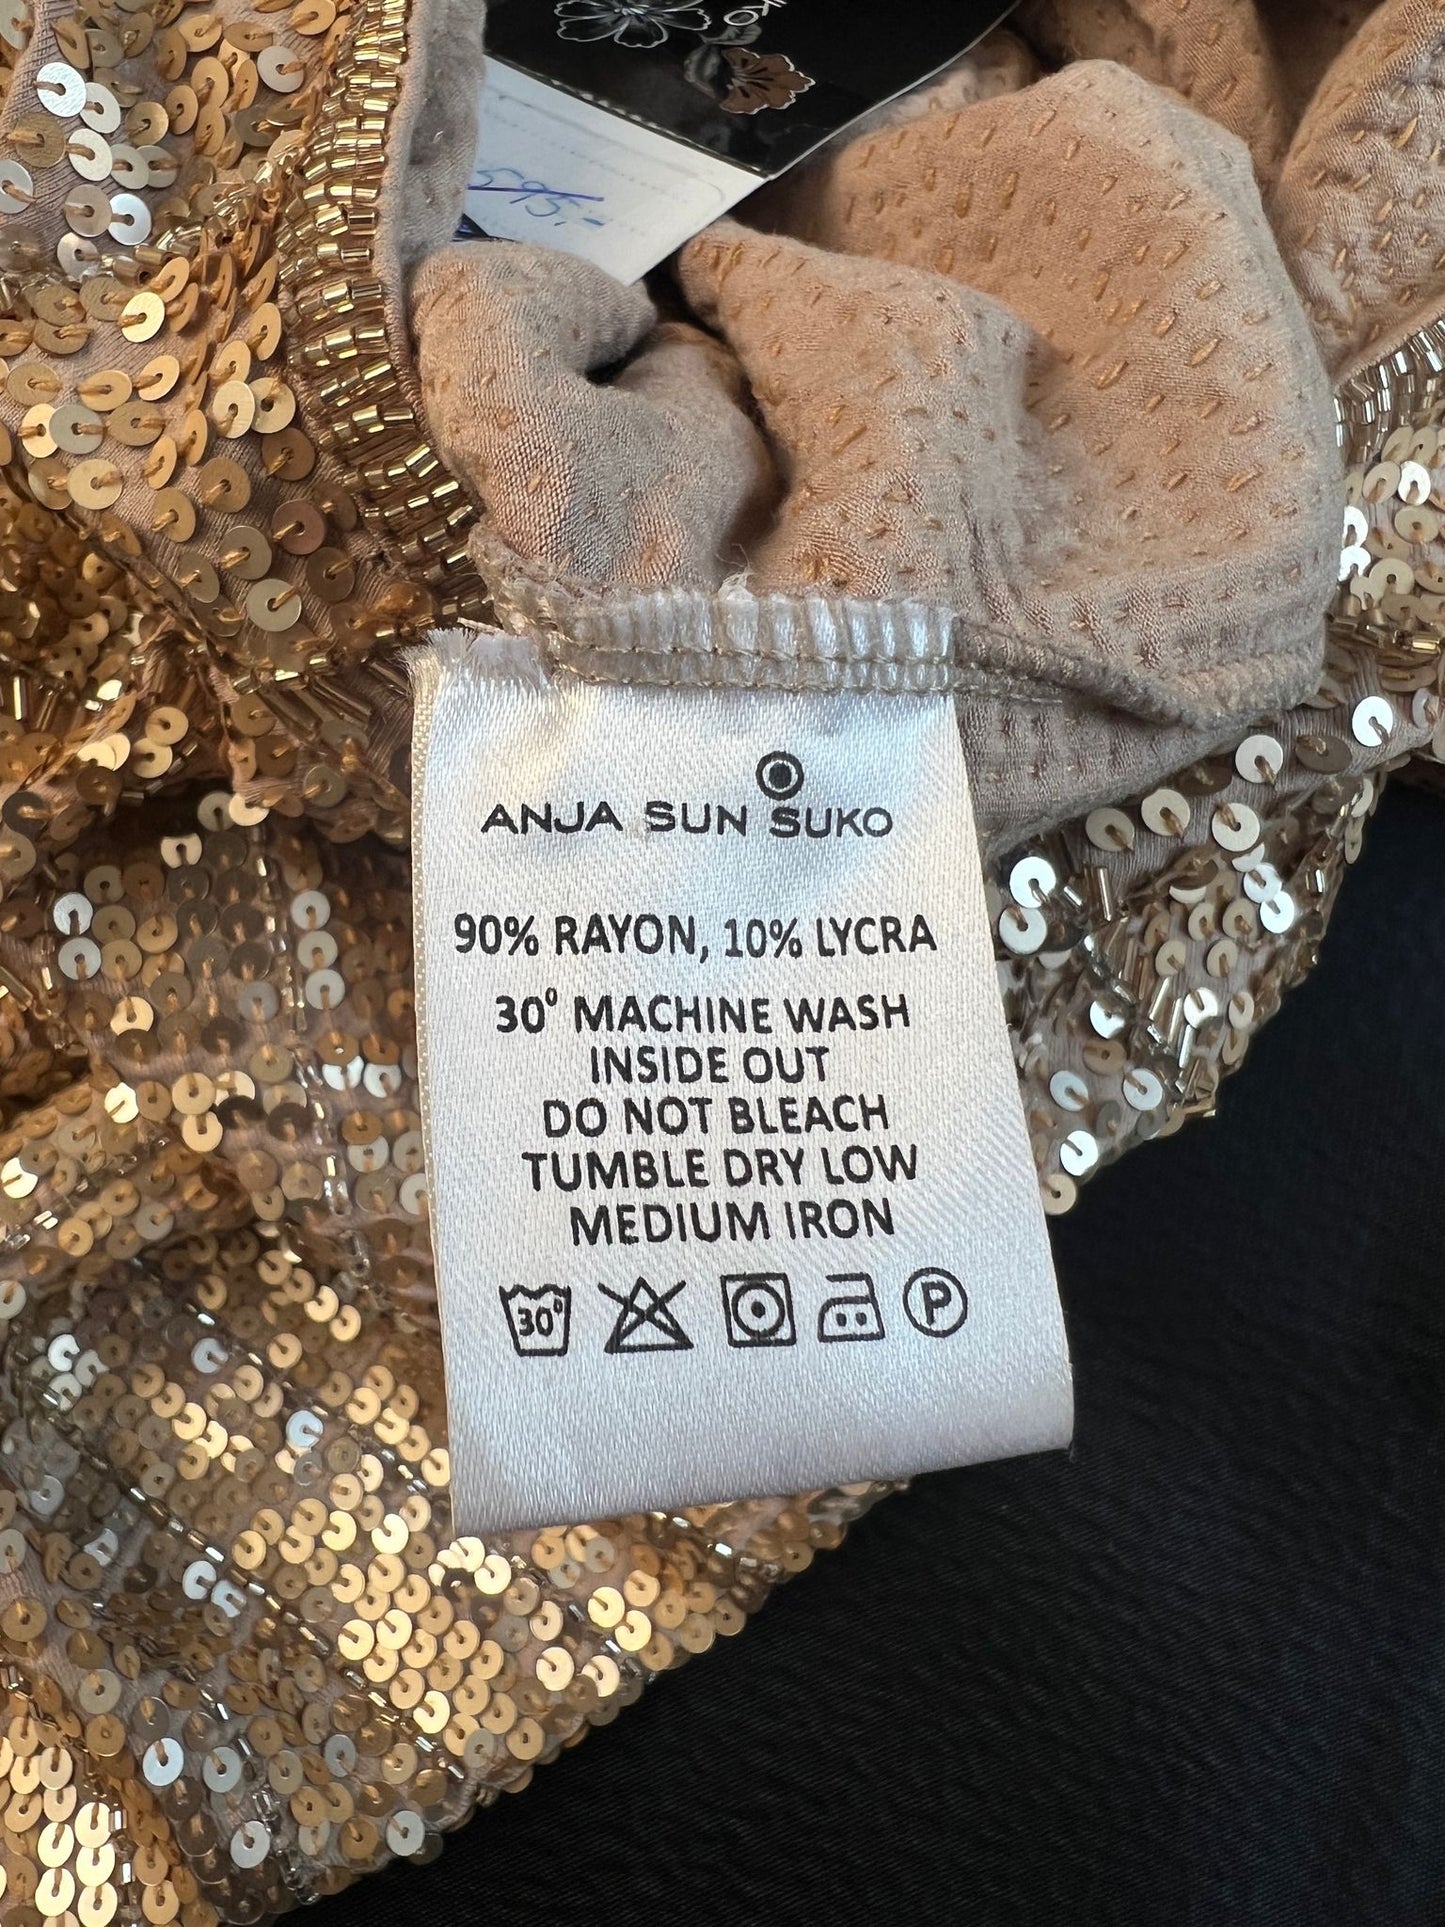 595,-
ANJA SUN SUKO
90% RAYON, 10% LYCRA
30° MACHINE WASH
INSIDE OUT
DO NOT BLEACH
TUMBLE DRY LOW
MEDIUM IRON
30° P